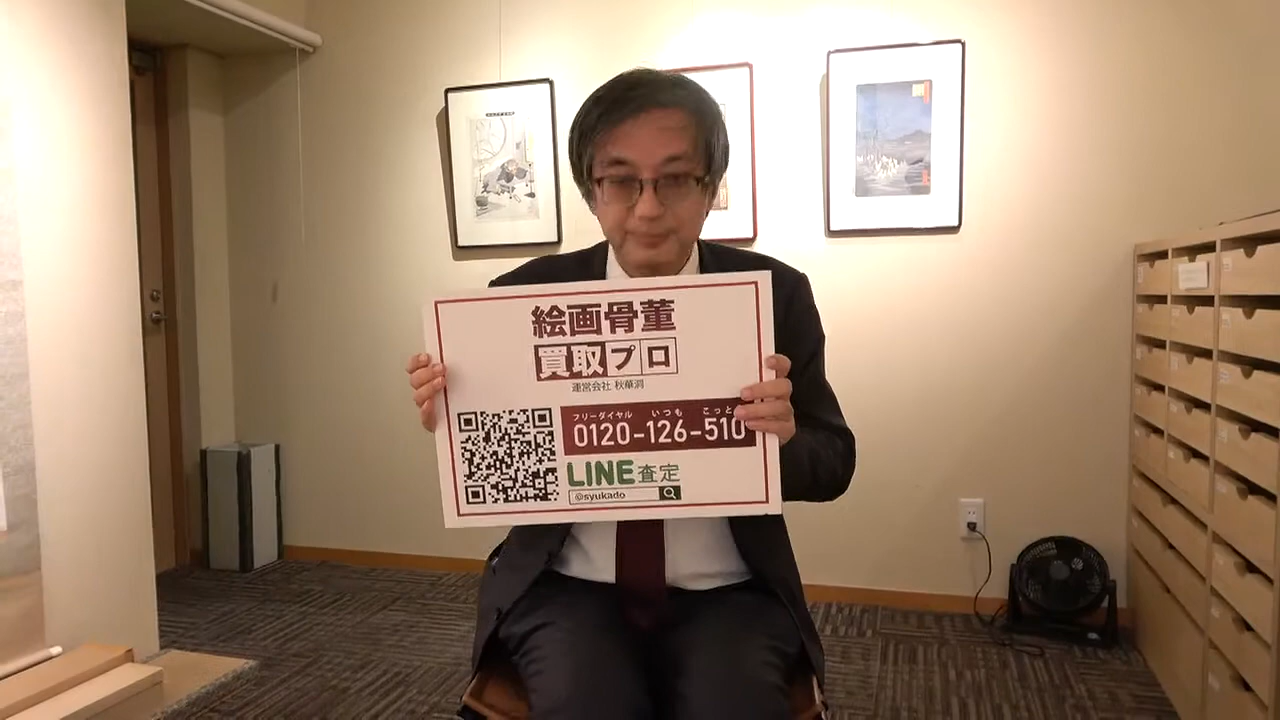 絵画骨董
買取プロ
運営会社 秋華洞
フリーダイヤル いつも こっと
0120-126-510
LINE査定
@syukado